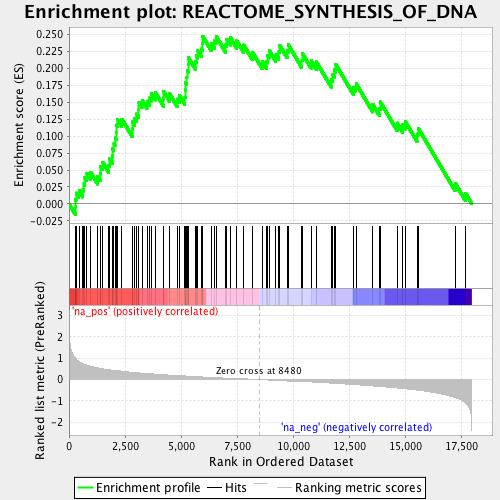 Enrichment plot: REACTOME_SYNTHESIS_OF_DNA
Enrichment score (ES)
0.250
0.225
0.200
0.175
0.150
0.125
0.100
0.075
0.050
0.025
0.000
-0.025
'na_pos' (positively correlated)
Ranked list metric (PreRanked)
3
2
1
0
-1
-2
Zero cross at 8480
'na_neg' (negatively correlated)
0 2,500 5,000 7,500 10,000 12,500 15,000 17,500
Rank in Ordered Dataset
Enrichment profile Hits Ranking metric scores